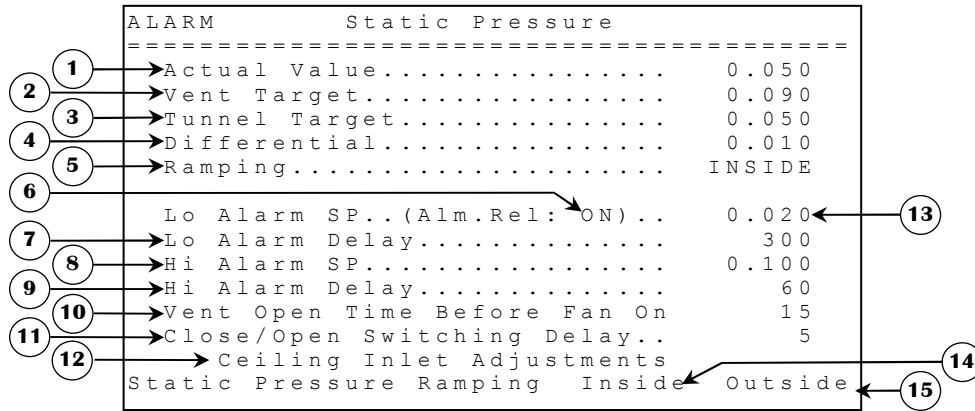 ALARM Static Pressure
========================================
1 Actual Value................ 0.050
2 Vent Target................. 0.090
3 Tunnel Target............... 0.050
4 Differential................ 0.010
5 Ramping..................... INSIDE
6
Lo Alarm SP..(Alm.Rel: ON).. 0.020 13
7 Lo Alarm Delay.............. 300
8 Hi Alarm SP................. 0.100
9 Hi Alarm Delay.............. 60
10 Vent Open Time Before Fan On 15
11 Close/Open Switching Delay.. 5
12 Ceiling Inlet Adjustments 14
Static Pressure Ramping Inside Outside 15